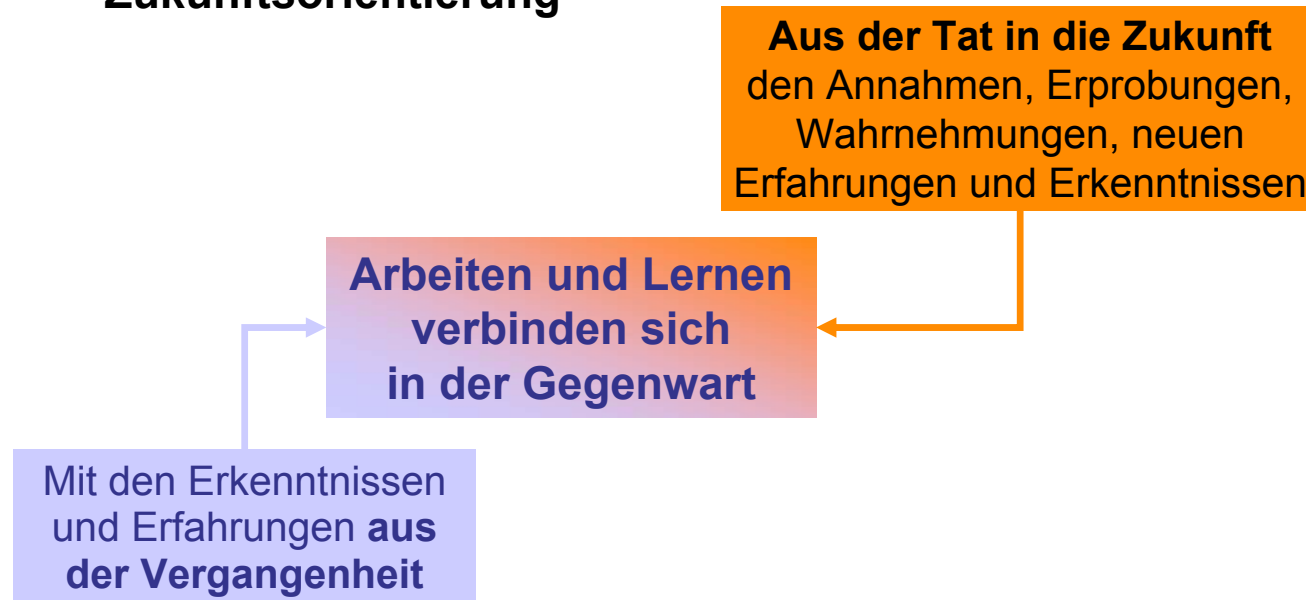 Zukunftsorientierung
Aus der Tat in die Zukunft
den Annahmen, Erprobungen,
Wahrnehmungen, neuen
Erfahrungen und Erkenntnissen
Arbeiten und Lernen
verbinden sich
in der Gegenwart
Mit den Erkenntnissen
und Erfahrungen aus
der Vergangenheit